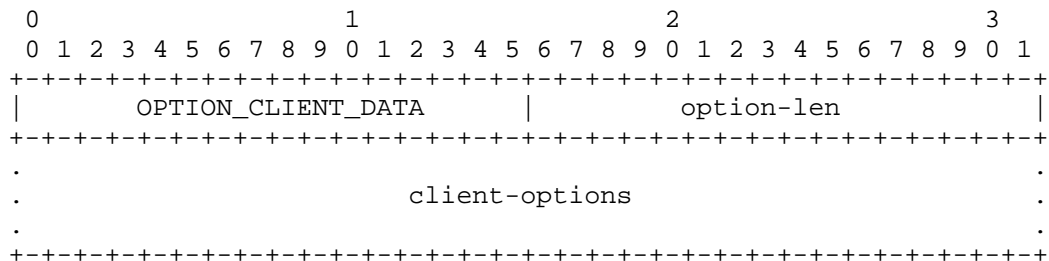 0                   1                   2                   3
 0 1 2 3 4 5 6 7 8 9 0 1 2 3 4 5 6 7 8 9 0 1 2 3 4 5 6 7 8 9 0 1
+-+-+-+-+-+-+-+-+-+-+-+-+-+-+-+-+-+-+-+-+-+-+-+-+-+-+-+-+-+-+-+-+
|       OPTION_CLIENT_DATA      |         option-len            |
+-+-+-+-+-+-+-+-+-+-+-+-+-+-+-+-+-+-+-+-+-+-+-+-+-+-+-+-+-+-+-+-+
.                                                               .
.                        client-options                         .
.                                                               .
+-+-+-+-+-+-+-+-+-+-+-+-+-+-+-+-+-+-+-+-+-+-+-+-+-+-+-+-+-+-+-+-+